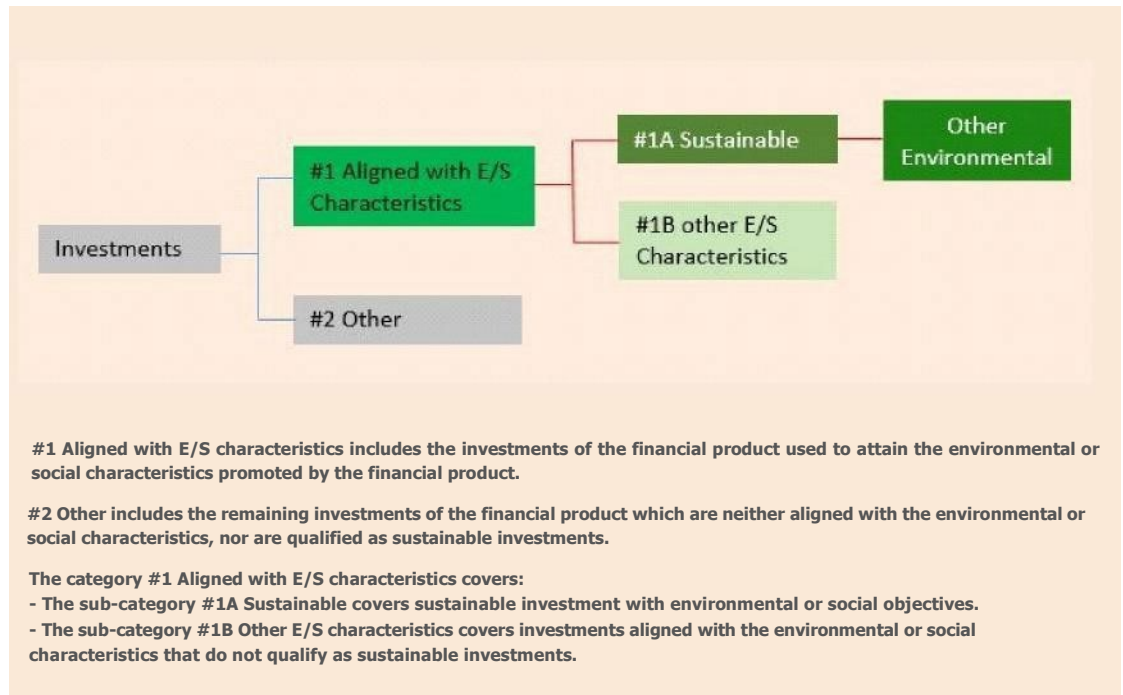 Other
Environmental
#1A Sustainable
#1 Aligned with E/S
Characteristics
#1B other E/S
Characteristics
Investments
#2 Other
#1 Aligned with E/S characteristics includes the investments of the financial product used to attain the environmental or
social characteristics promoted by the financial product.
#2 Other includes the remaining investments of the financial product which are neither aligned with the environmental or
social characteristics, nor are qualified as sustainable investments.
The category #1 Aligned with E/S characteristics covers:
- The sub-category #1A Sustainable covers sustainable investment with environmental or social objectives.
- The sub-category #1B Other E/S characteristics covers investments aligned with the environmental or social
characteristics that do not qualify as sustainable investments.